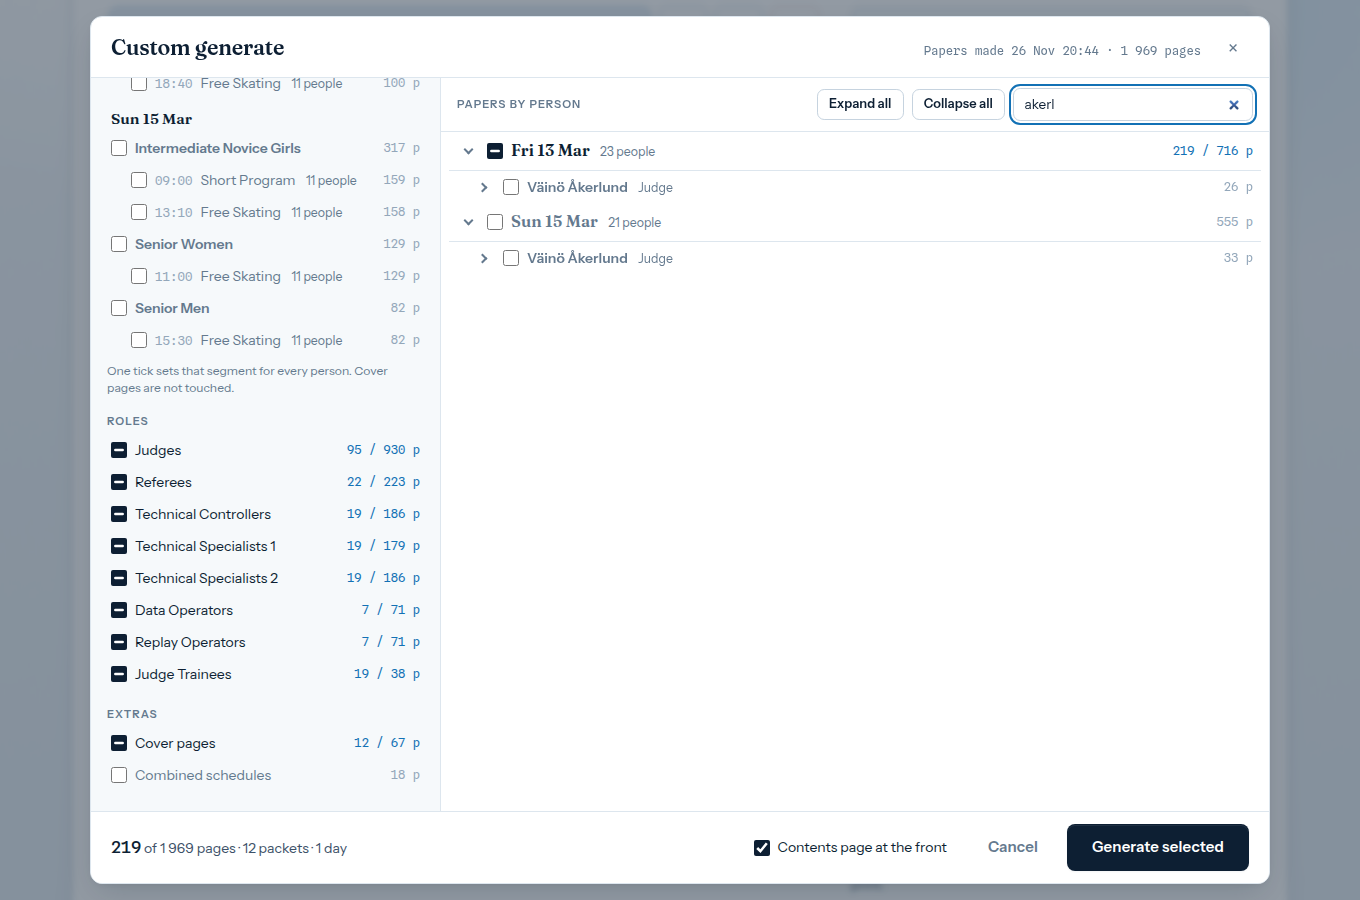 Custom generate
Papers made 26 Nov 20:44 · 1 969 pages ×
18:40 Free Skating 11 people 100 p
Sun 15 Mar
Intermediate Novice Girls 317 p
09:00 Short Program 11 people 159 p
13:10 Free Skating 11 people 158 p
Senior Women 129 p
11:00 Free Skating 11 people 129 p
Senior Men 82 p
15:30 Free Skating 11 people 82 p
One tick sets that segment for every person. Cover
pages are not touched.
ROLES
Judges 95 / 930 p
Referees 22 / 223 p
Technical Controllers 19 / 186 p
Technical Specialists 1 19 / 179 p
Technical Specialists 2 19 / 186 p
Data Operators 7 / 71 p
Replay Operators 7 / 71 p
Judge Trainees 19 / 38 p
EXTRAS
Cover pages 12 / 67 p
Combined schedules 18 p
PAPERS BY PERSON Expand all Collapse all akerl ×
Fri 13 Mar 23 people 219 / 716 p
Väinö Åkerlund Judge 26 p
Sun 15 Mar 21 people 555 p
Väinö Åkerlund Judge 33 p
219 of 1 969 pages · 12 packets · 1 day
Contents page at the front Cancel Generate selected